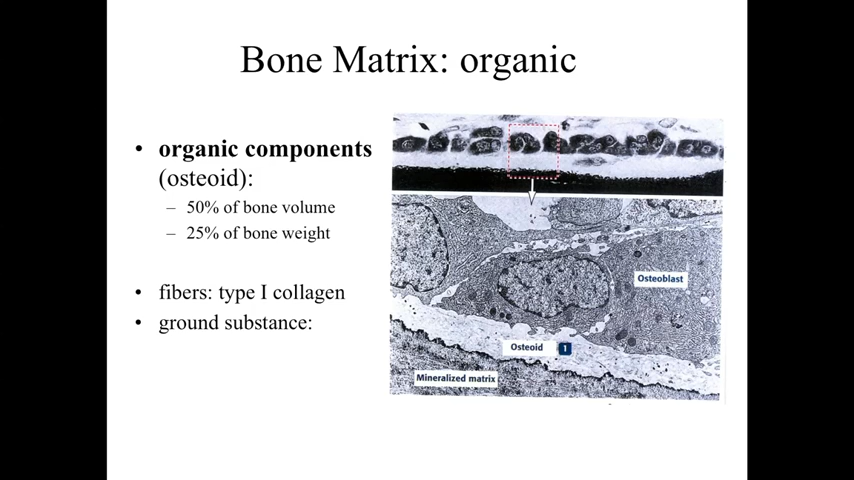 Bone Matrix: organic
• organic components
(osteoid):
– 50% of bone volume
– 25% of bone weight
• fibers: type I collagen
• ground substance:
Osteoblast
Osteoid 1
Mineralized matrix